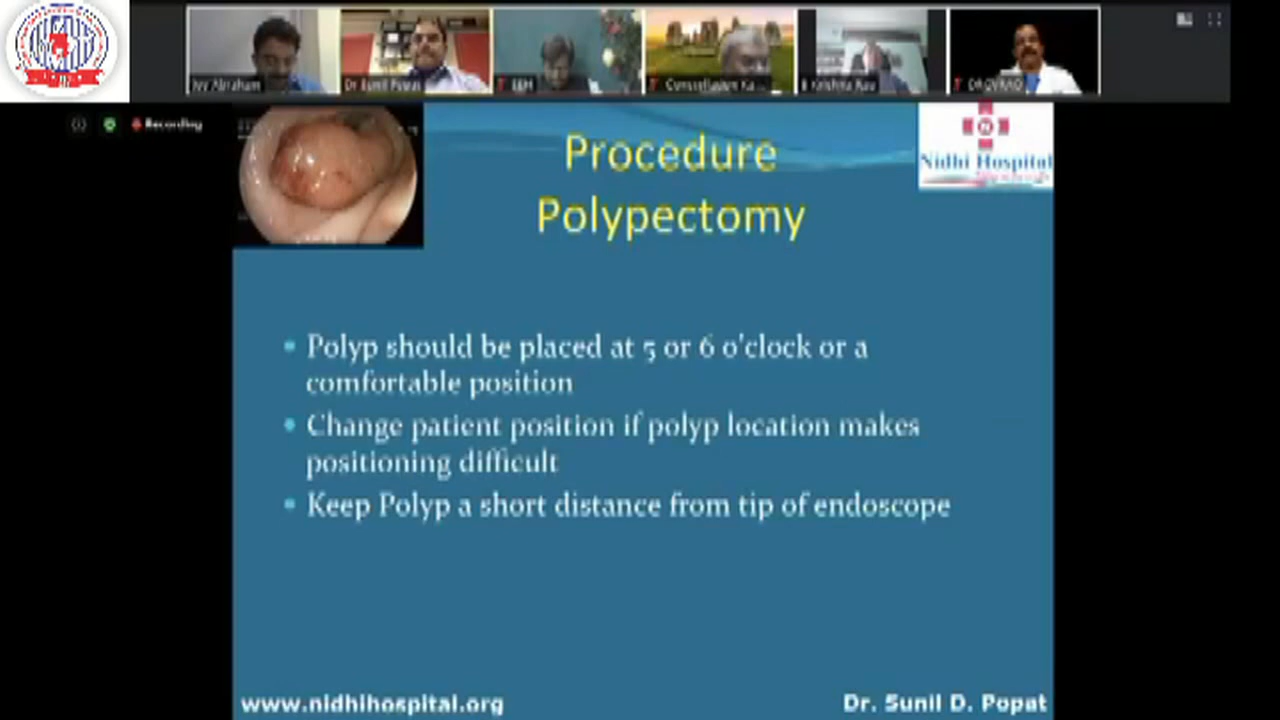 Joy Abraham
Dr Sunil Popat
Recording
Procedure
Polypectomy
Nidhi Hospital
• Polyp should be placed at 5 or 6 o'clock or a
comfortable position
• Change patient position if polyp location makes
positioning difficult
• Keep Polyp a short distance from tip of endoscope
www.nidhihospital.org
Dr. Sunil D. Popat